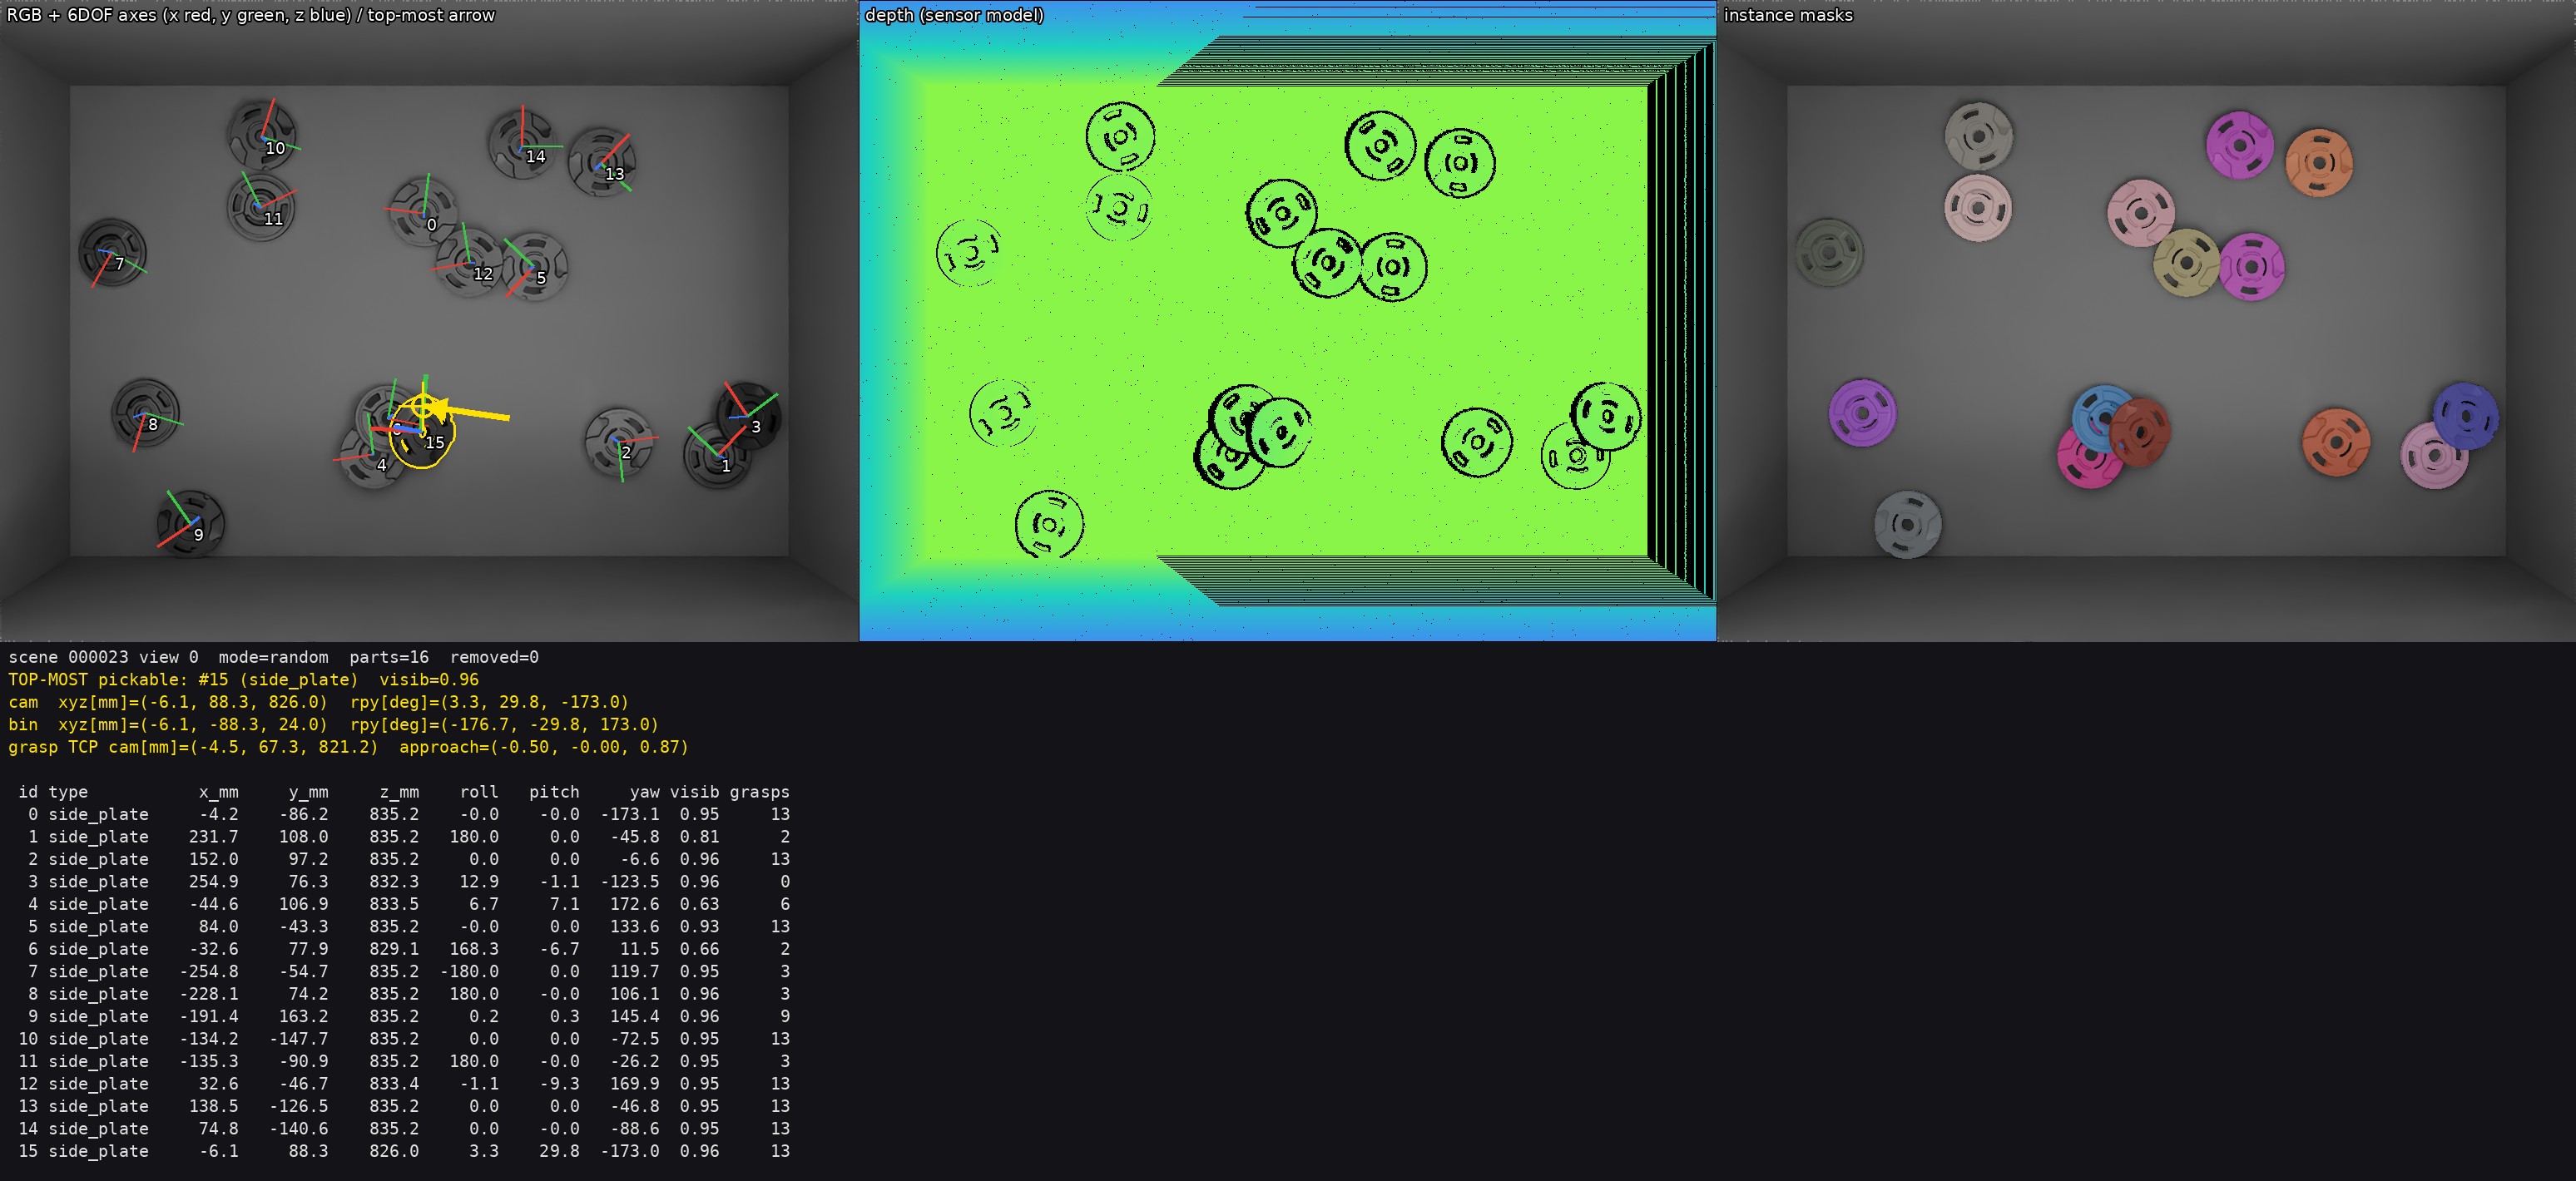 RGB + 6DOF axes (x red, y green, z blue) / top-most arrow
depth (sensor model)
instance masks
10
14
13
11
0
7
12
5
8
15
4
2
3
1
9
scene 000023 view 0  mode=random  parts=16  removed=0
TOP-MOST pickable: #15 (side_plate)  visib=0.96
cam  xyz[mm]=(-6.1, 88.3, 826.0)  rpy[deg]=(3.3, 29.8, -173.0)
bin  xyz[mm]=(-6.1, -88.3, 24.0)  rpy[deg]=(-176.7, -29.8, 173.0)
grasp TCP cam[mm]=(-4.5, 67.3, 821.2)  approach=(-0.50, -0.00, 0.87)
id type x_mm y_mm z_mm roll pitch yaw visib grasps
0 side_plate -4.2 -86.2 835.2 -0.0 -0.0 -173.1 0.95 13
1 side_plate 231.7 108.0 835.2 180.0 0.0 -45.8 0.81 2
2 side_plate 152.0 97.2 835.2 0.0 0.0 -6.6 0.96 13
3 side_plate 254.9 76.3 832.3 12.9 -1.1 -123.5 0.96 0
4 side_plate -44.6 106.9 833.5 6.7 7.1 172.6 0.63 6
5 side_plate 84.0 -43.3 835.2 -0.0 0.0 133.6 0.93 13
6 side_plate -32.6 77.9 829.1 168.3 -6.7 11.5 0.66 2
7 side_plate -254.8 -54.7 835.2 -180.0 0.0 119.7 0.95 3
8 side_plate -228.1 74.2 835.2 180.0 -0.0 106.1 0.96 3
9 side_plate -191.4 163.2 835.2 0.2 0.3 145.4 0.96 9
10 side_plate -134.2 -147.7 835.2 0.0 0.0 -72.5 0.95 13
11 side_plate -135.3 -90.9 835.2 180.0 -0.0 -26.2 0.95 3
12 side_plate 32.6 -46.7 833.4 -1.1 -9.3 169.9 0.95 13
13 side_plate 138.5 -126.5 835.2 0.0 0.0 -46.8 0.95 13
14 side_plate 74.8 -140.6 835.2 0.0 -0.0 -88.6 0.95 13
15 side_plate -6.1 88.3 826.0 3.3 29.8 -173.0 0.96 13